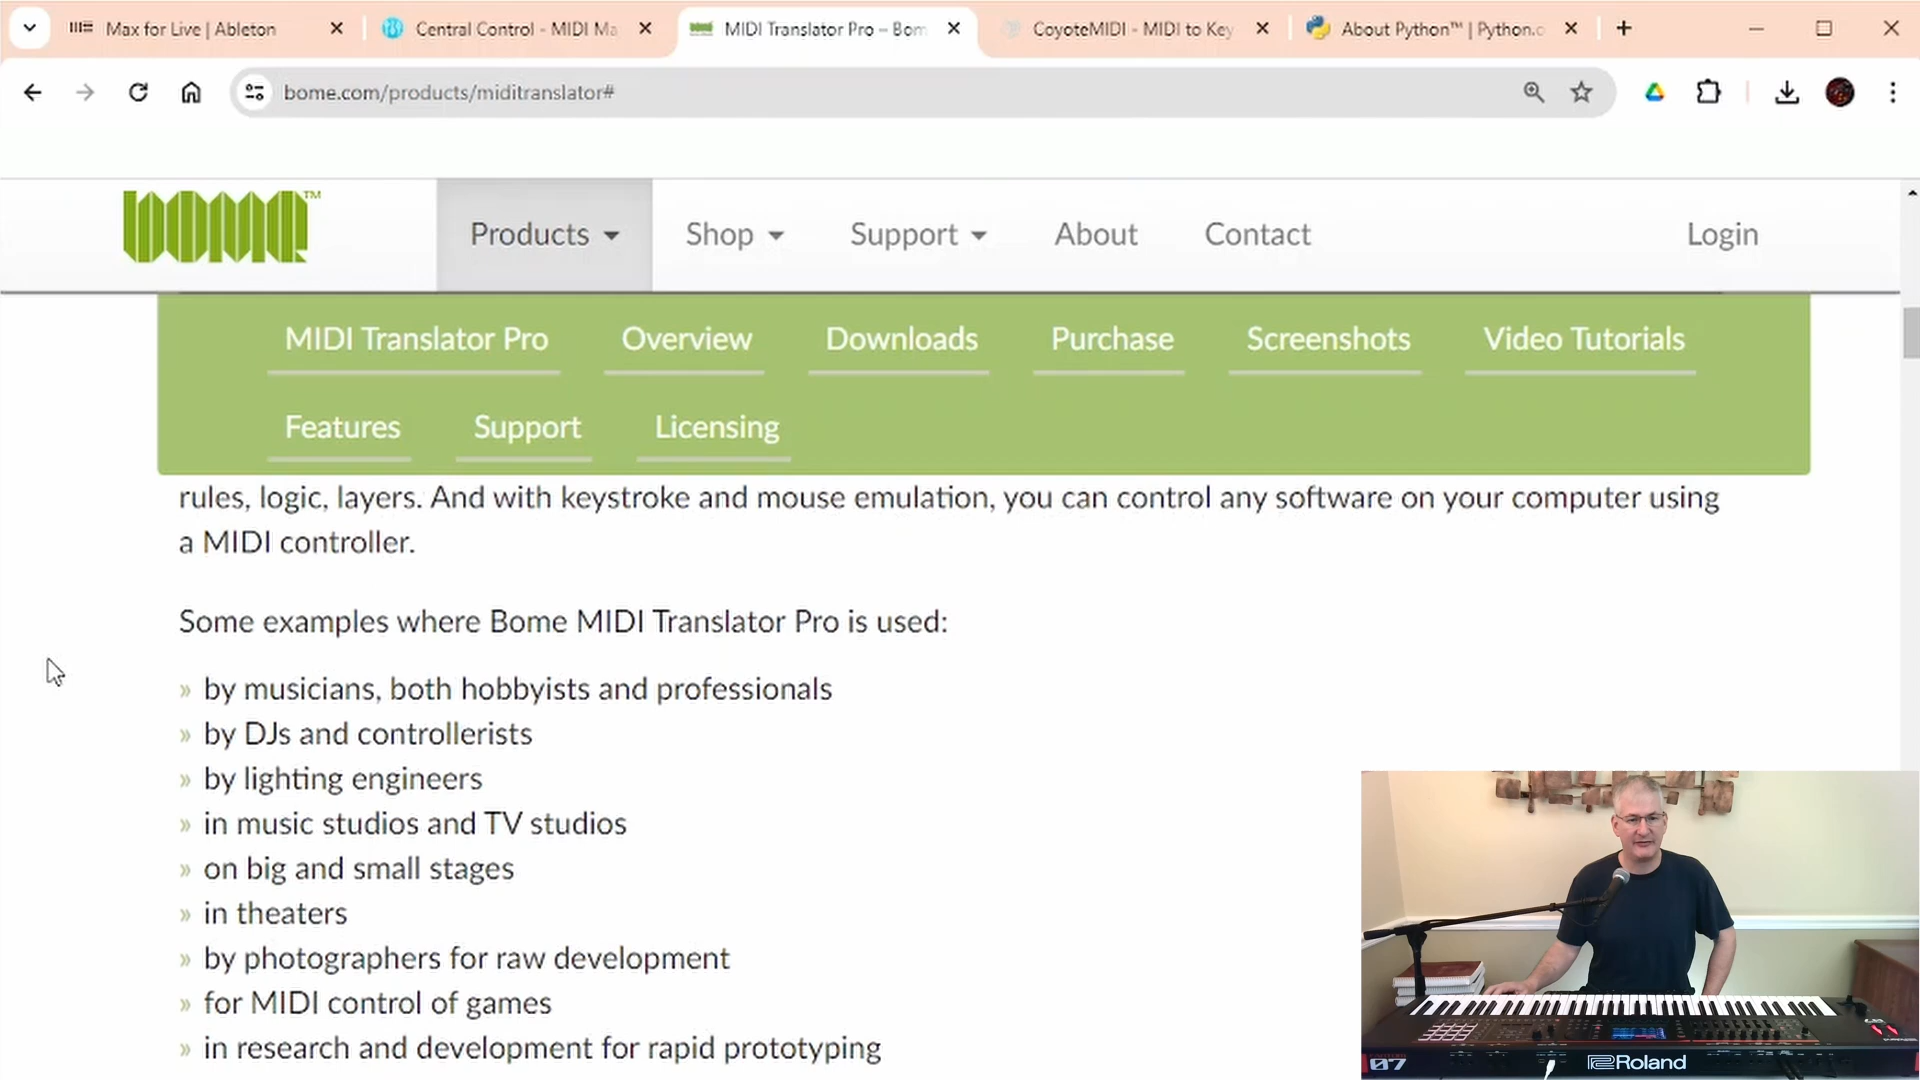 Max for Live | Ableton
Central Control - MIDI Ma
MIDI Translator Pro – Bom
CoyoteMIDI - MIDI to Key
About Python™ | Python.o
bome.com/products/miditranslator#
bome™
Products
Shop
Support
About
Contact
Login
MIDI Translator Pro
Overview
Downloads
Purchase
Screenshots
Video Tutorials
Features
Support
Licensing
rules, logic, layers. And with keystroke and mouse emulation, you can control any software on your computer using
a MIDI controller.
Some examples where Bome MIDI Translator Pro is used:
» by musicians, both hobbyists and professionals
» by DJs and controllerists
» by lighting engineers
» in music studios and TV studios
» on big and small stages
» in theaters
» by photographers for raw development
» for MIDI control of games
» in research and development for rapid prototyping
07
Roland